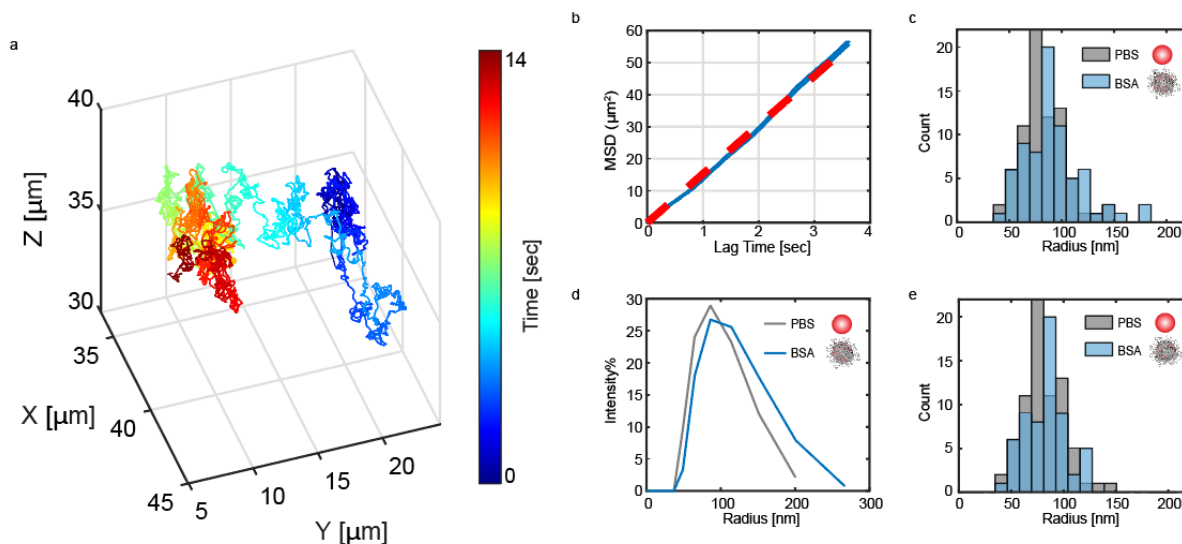 a
40
35
30
Z [μm]
35
40
45
X [μm]
5
10
15
20
Y [μm]
14
Time [sec]
0
b
60
50
40
30
20
10
0
MSD (μm²)
0
1
2
3
4
Lag Time [sec]
c
20
15
10
5
0
Count
PBS
BSA
50
100
150
200
Radius [nm]
d
30
25
20
15
10
5
0
Intensity%
PBS
BSA
0
100
200
300
Radius [nm]
e
20
15
10
5
0
Count
PBS
BSA
50
100
150
200
Radius [nm]